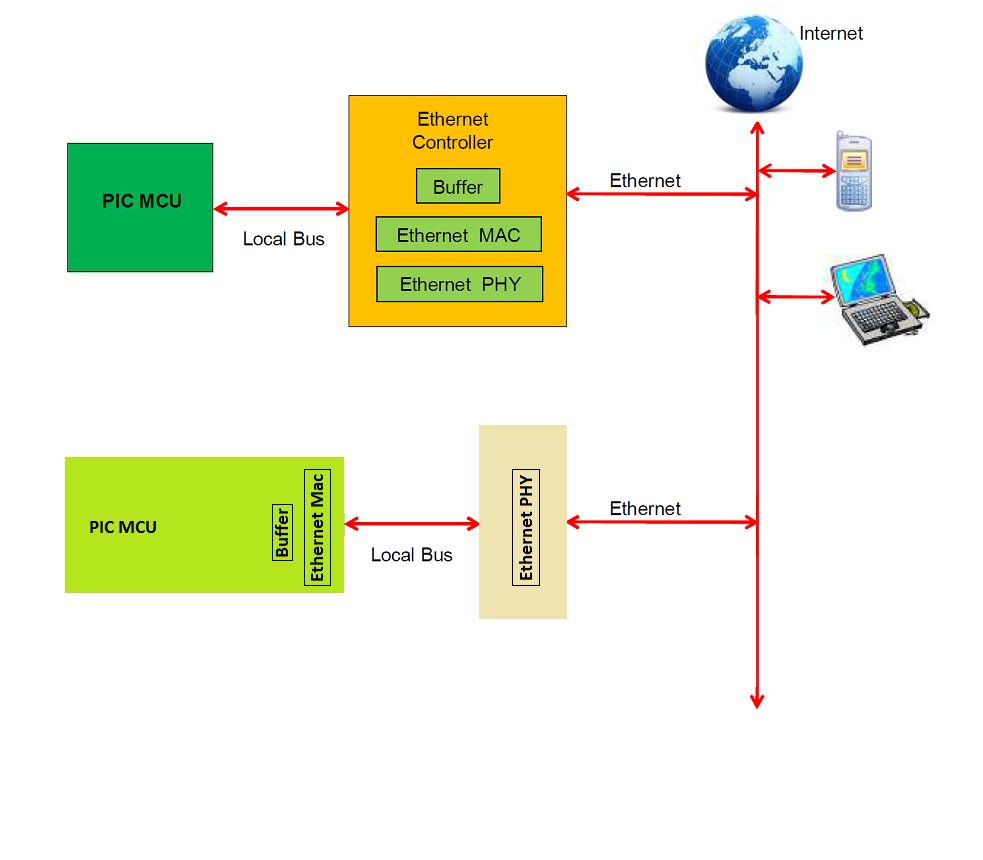 Internet
Ethernet
Controller
PIC MCU
Buffer
Ethernet
Local Bus
Ethernet MAC
Ethernet PHY
PIC MCU
Buffer
Ethernet Mac
Local Bus
Ethernet PHY
Ethernet